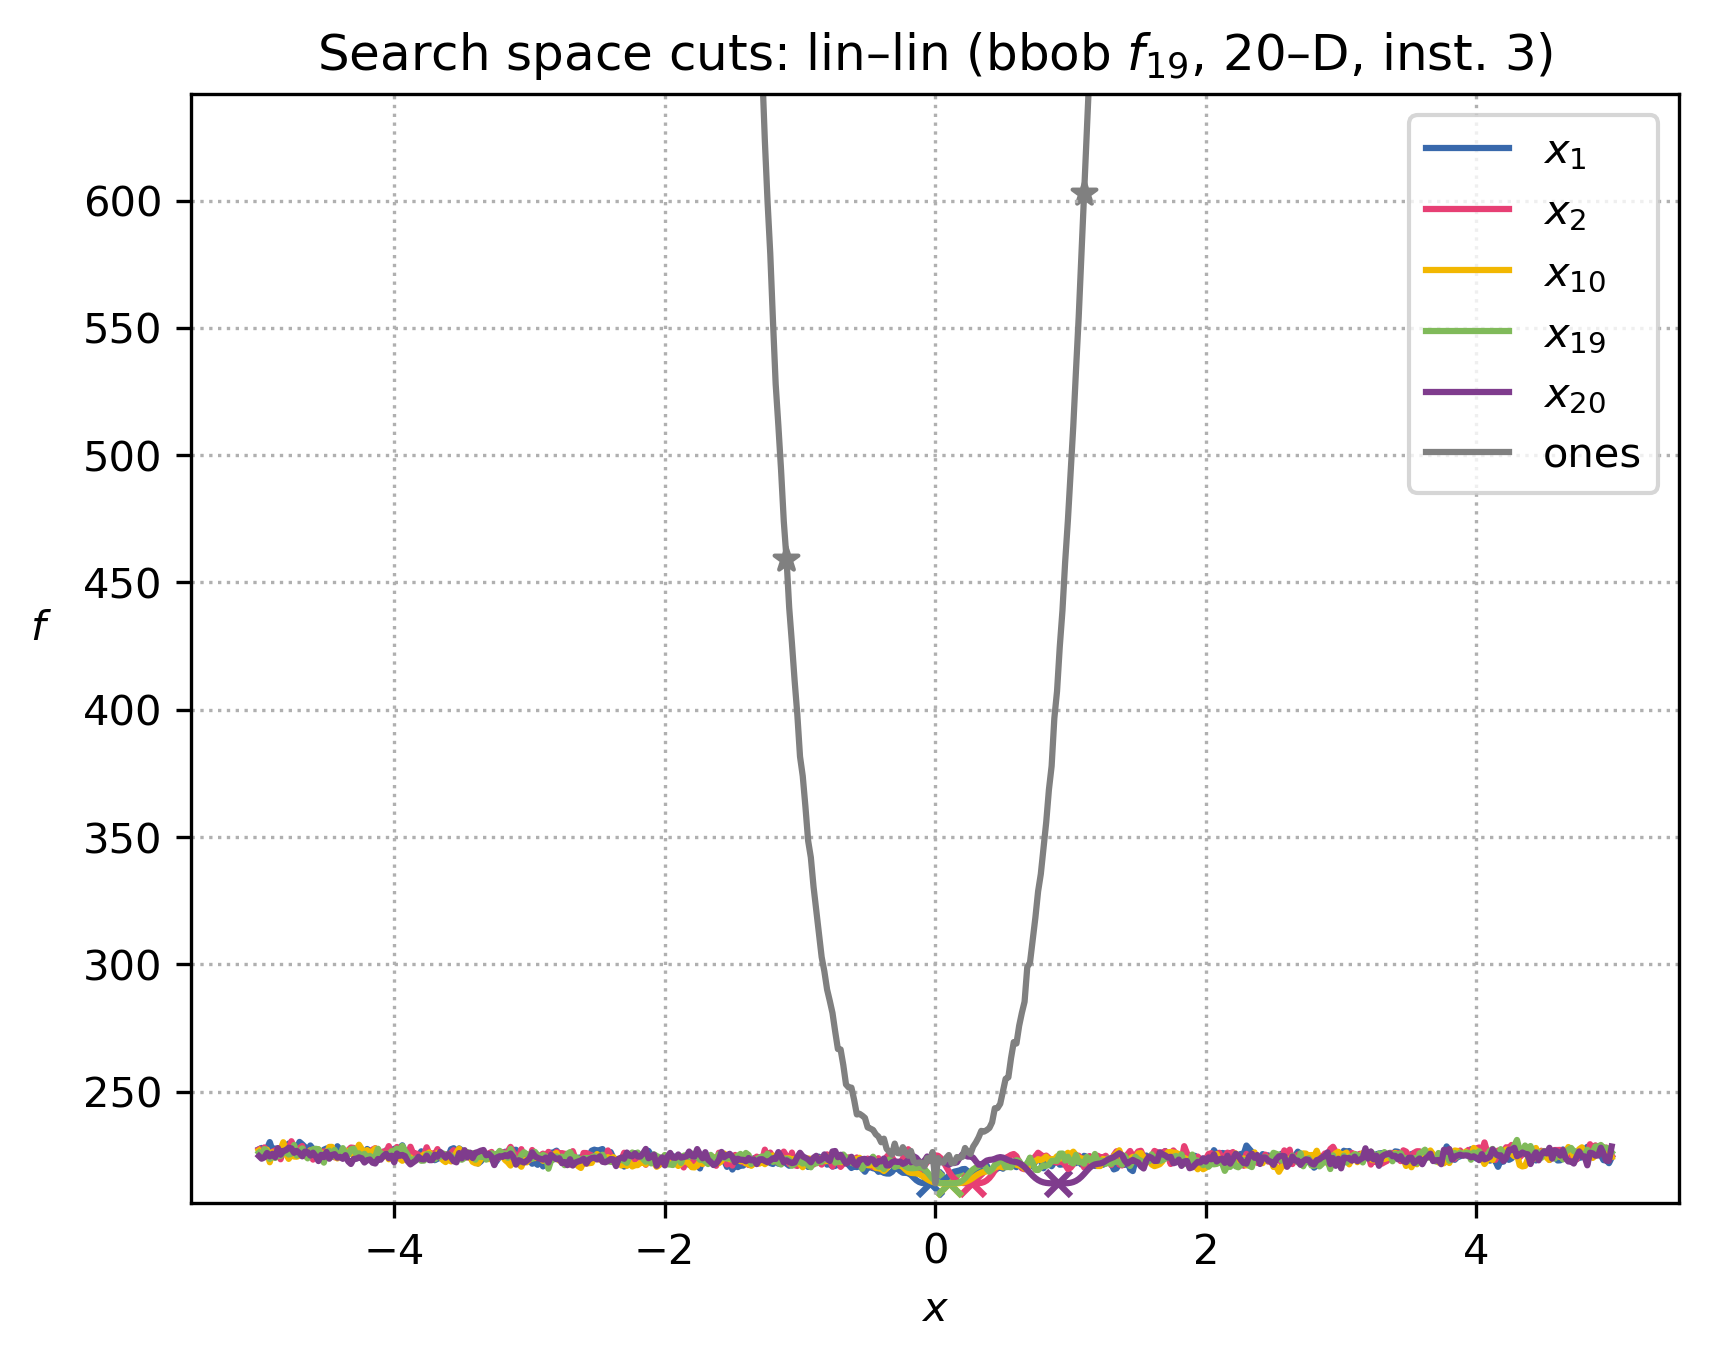 Search space cuts: lin–lin (bbob f₁₉, 20–D, inst. 3)
x₁
x₂
x₁₀
x₁₉
x₂₀
ones
600
550
500
450
400
350
300
250
f
−4
−2
0
2
4
x